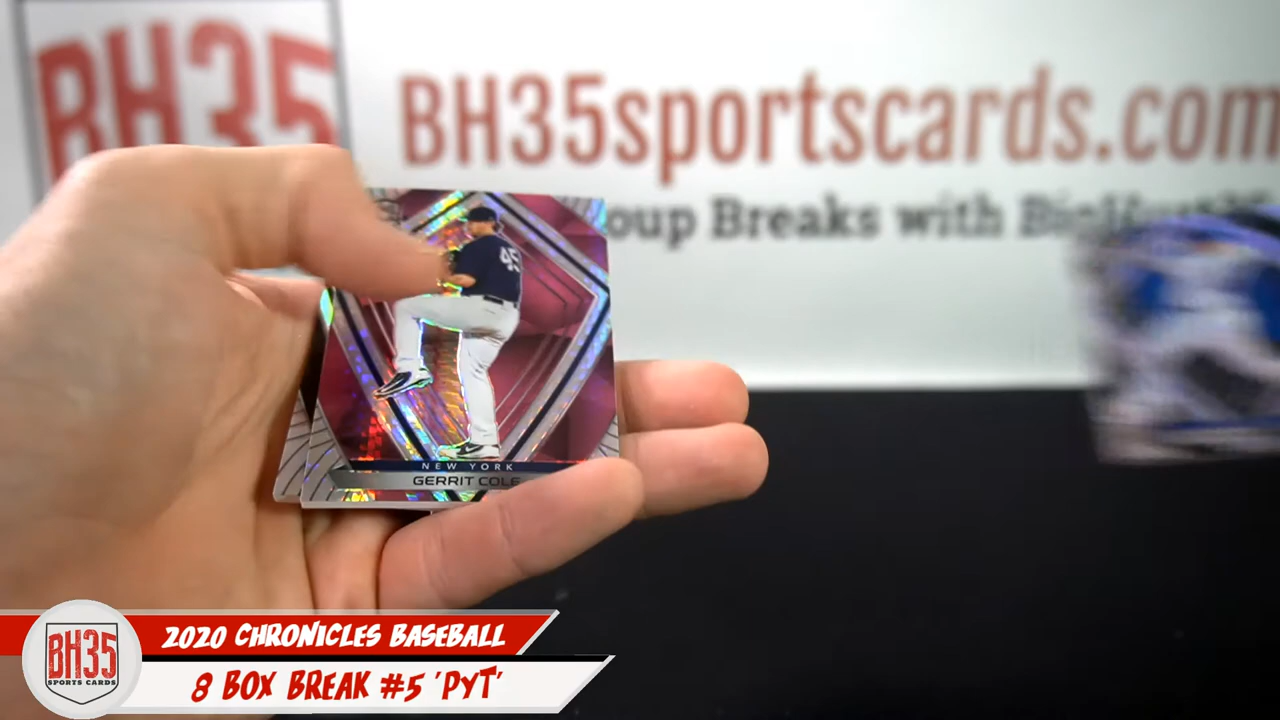 BH35
BH35sportscards.com
oup Breaks with
45
NEW YORK
GERRIT COLE
BH35
SPORTS CARDS
2020 CHRONICLES BASEBALL
8 BOX BREAK #5 'PYT'